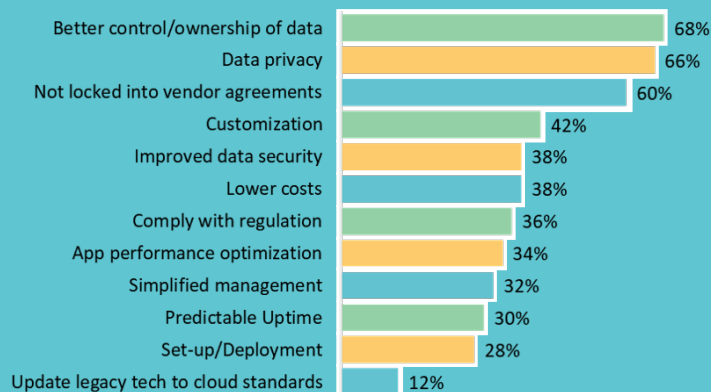 Better control/ownership of data 68%
Data privacy 66%
Not locked into vendor agreements 60%
Customization 42%
Improved data security 38%
Lower costs 38%
Comply with regulation 36%
App performance optimization 34%
Simplified management 32%
Predictable Uptime 30%
Set-up/Deployment 28%
Update legacy tech to cloud standards 12%